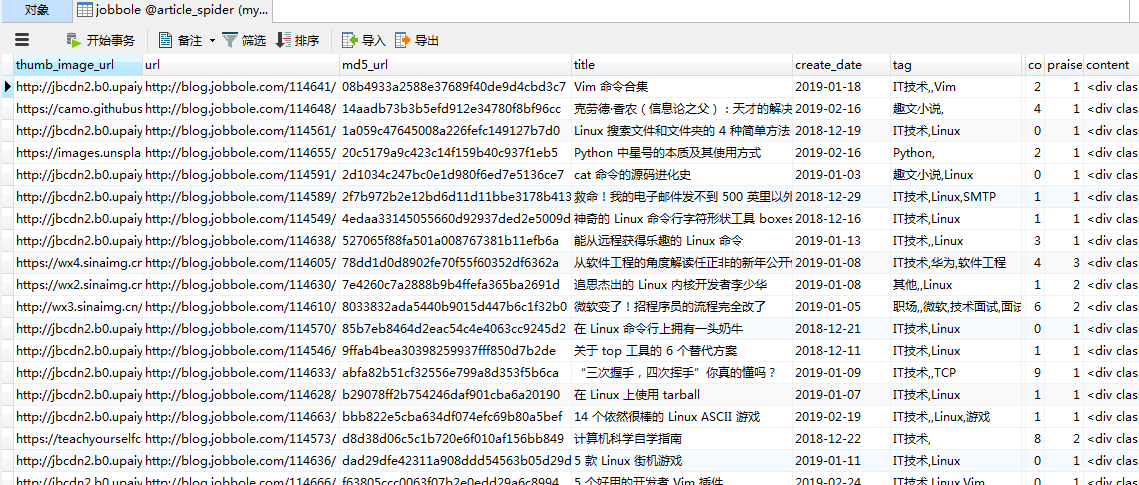 对象 jobbole @article_spider (my...
开始事务 备注 筛选 排序 导入 导出
thumb_image_url url md5_url title create_date tag co praise content
http://jbcdn2.b0.upaiy http://blog.jobbole.com/114641/ 08b4933a2588e37689f40de9d4cbd3c7 Vim 命令合集 2019-01-18 IT技术,,Vim 2 1 <div clas
https://camo.githubus http://blog.jobbole.com/114648/ 14aadb73b3b5efd912e34780f8bf96cc 克劳德·香农（信息论之父）：天才的解决 2019-02-16 趣文小说, 4 1 <div clas
http://jbcdn2.b0.upaiy http://blog.jobbole.com/114561/ 1a059c47645008a226fefc149127b7d0 Linux 搜索文件和文件夹的 4 种简单方法 2018-12-19 IT技术,Linux 0 1 <div clas
https://images.unspla http://blog.jobbole.com/114655/ 20c5179a9c423c14f159b40c937f1eb5 Python 中星号的本质及其使用方式 2019-02-16 Python, 2 1 <div clas
http://jbcdn2.b0.upaiy http://blog.jobbole.com/114591/ 2d1034c247bc0e1d980f6ed7e5136ce7 cat 命令的源码进化史 2019-01-03 趣文小说,Linux 0 1 <div clas
http://jbcdn2.b0.upaiy http://blog.jobbole.com/114589/ 2f7b972b2e12bd6d11d11bbe3178b413 救命！我的电子邮件发不到 500 英里以外 2018-12-29 IT技术,Linux,SMTP 1 1 <div clas
http://jbcdn2.b0.upaiy http://blog.jobbole.com/114549/ 4edaa33145055660d92937ded2e5009d 神奇的 Linux 命令行字符形状工具 boxes 2018-12-16 IT技术,Linux 1 1 <div clas
http://jbcdn2.b0.upaiy http://blog.jobbole.com/114638/ 527065f88fa501a008767381b11efb6a 能从远程获得乐趣的 Linux 命令 2019-01-13 IT技术,,Linux 3 1 <div clas
https://wx4.sinaimg.cn http://blog.jobbole.com/114605/ 78dd1d0d8902fe70f55f60352df6362a 从软件工程的角度解读任正非的新年公开 2019-01-08 IT技术,华为,软件工程 4 3 <div clas
https://wx2.sinaimg.cn http://blog.jobbole.com/114630/ 7e4260c7a2888b9b4ffefa365ba2691d 追思杰出的 Linux 内核开发者李少华 2019-01-08 其他,,Linux 1 2 <div clas
http://wx3.sinaimg.cn/ http://blog.jobbole.com/114610/ 8033832ada5440b9015d447b6c1f32b0 微软变了！招程序员的流程完全改了 2019-01-05 职场,,微软,技术面试,面试 6 2 <div clas
http://jbcdn2.b0.upaiy http://blog.jobbole.com/114570/ 85b7eb8464d2eac54c4e4063cc9245d2 在 Linux 命令行上拥有一头奶牛 2018-12-21 IT技术,Linux 0 1 <div clas
http://jbcdn2.b0.upaiy http://blog.jobbole.com/114546/ 9ffab4bea30398259937fff850d7b2de 关于 top 工具的 6 个替代方案 2018-12-11 IT技术,Linux 1 1 <div clas
http://jbcdn2.b0.upaiy http://blog.jobbole.com/114633/ abfa82b51cf32556e799a8d353f5b6ca “三次握手，四次挥手”你真的懂吗？ 2019-01-09 IT技术,,TCP 9 1 <div clas
http://jbcdn2.b0.upaiy http://blog.jobbole.com/114628/ b29078ff2b754246daf901cba6a20190 在 Linux 上使用 tarball 2019-01-07 IT技术,Linux 1 1 <div clas
http://jbcdn2.b0.upaiy http://blog.jobbole.com/114663/ bbb822e5cba634df074efc69b80a5bef 14 个依然很棒的 Linux ASCII 游戏 2019-02-19 IT技术,,Linux,游戏 1 1 <div clas
https://teachyourselfc http://blog.jobbole.com/114573/ d8d38d06c5c1b720e6f010af156bb849 计算机科学自学指南 2018-12-22 IT技术, 8 2 <div clas
http://jbcdn2.b0.upaiy http://blog.jobbole.com/114636/ dad29dfe42311a908ddd54563b05d29d 5 款 Linux 街机游戏 2019-01-11 IT技术,Linux 0 1 <div clas
http://jbcdn2.b0.upaiy http://blog.jobbole.com/114666/ f63805ccc0063f07b2e0edd29a6c8994 5 个好用的开发者 Vim 插件 2019-02-24 IT技术,Linux,Vim 0 1 <div clas